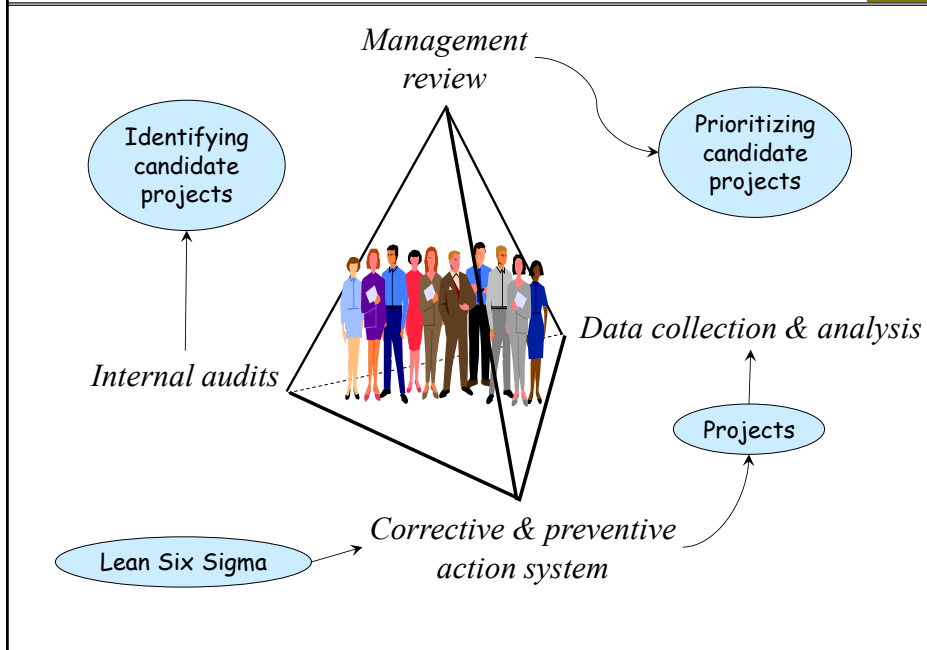 Management
review
Identifying
candidate
projects
Prioritizing
candidate
projects
Data collection & analysis
Internal audits
Projects
Corrective & preventive
action system
Lean Six Sigma